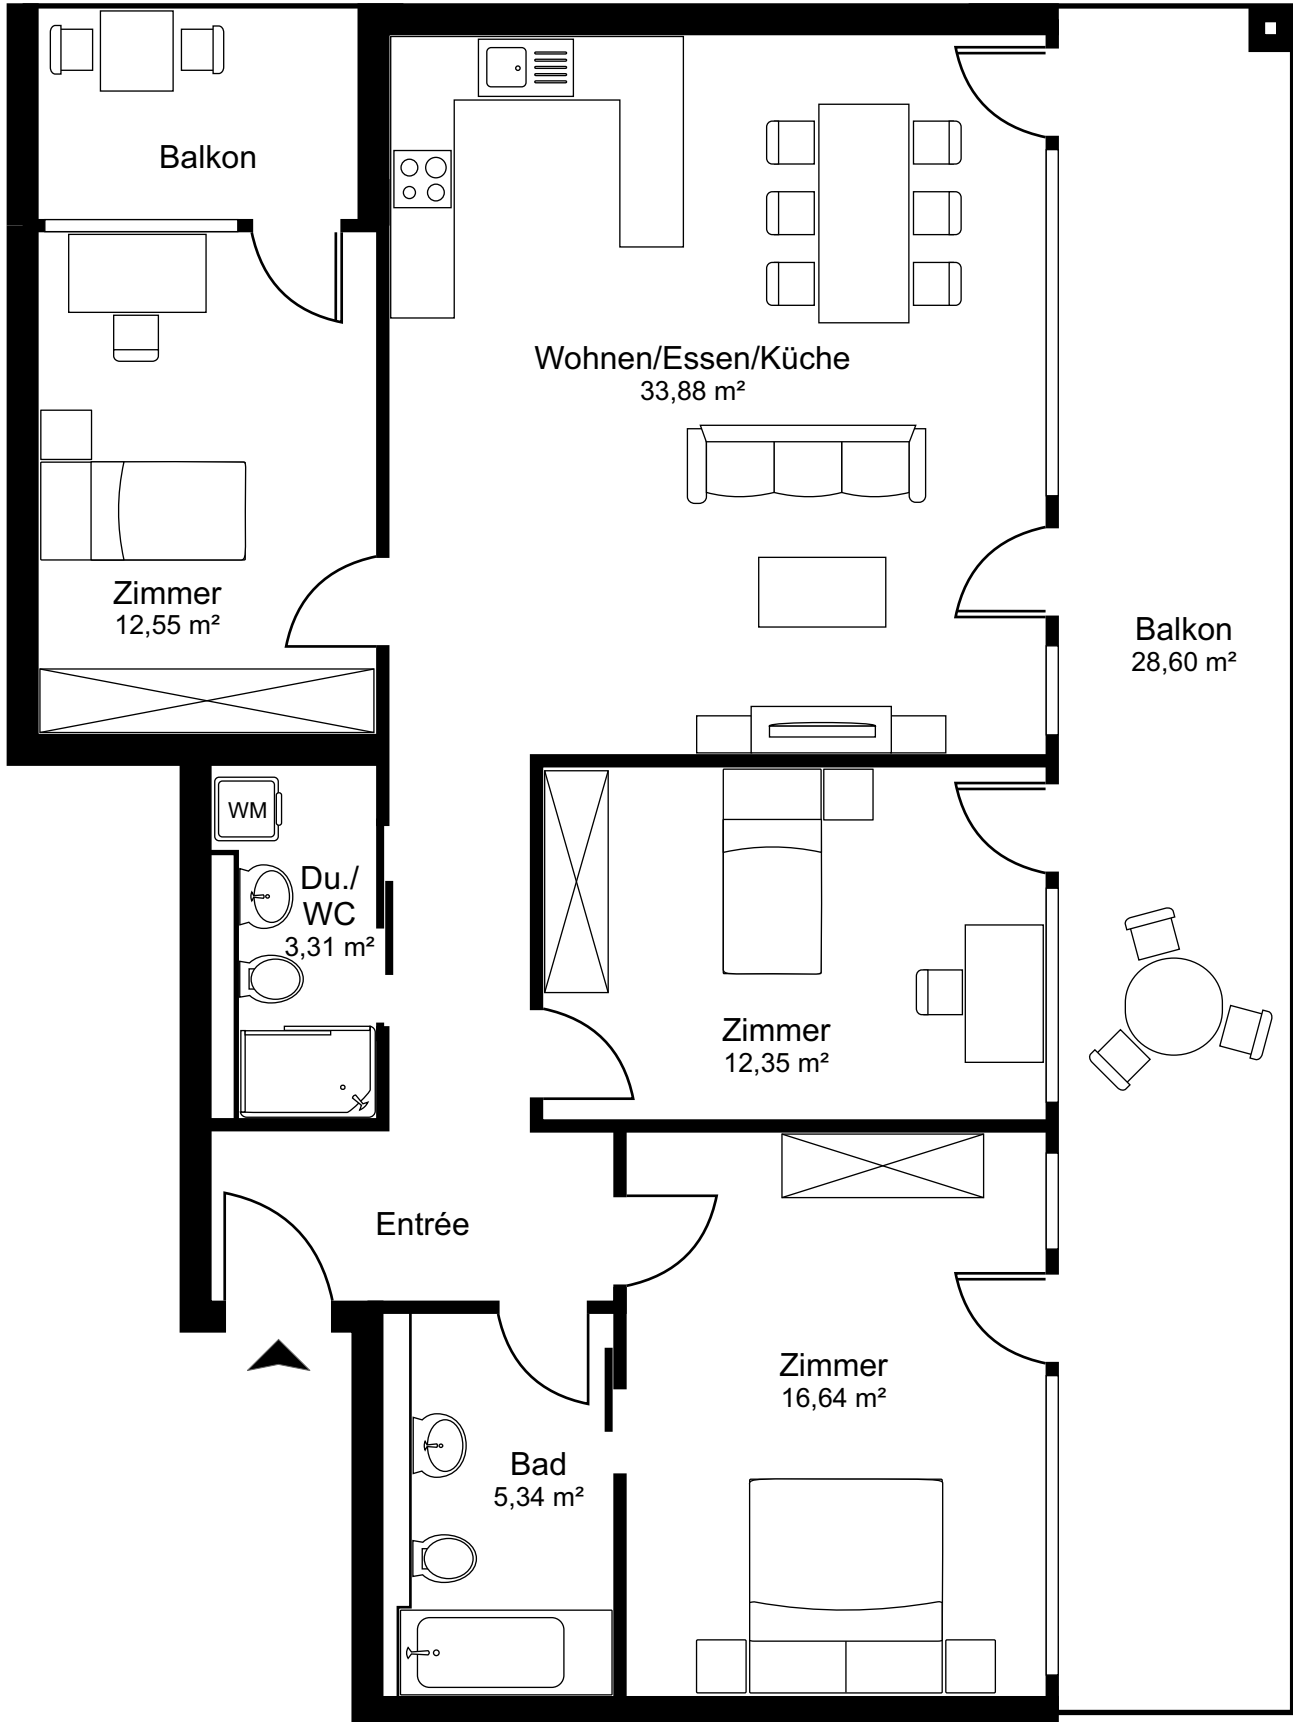 Balkon
Wohnen/Essen/Küche
33,88 m²
Zimmer
12,55 m²
Balkon
28,60 m²
WM
Du./
WC
3,31 m²
Zimmer
12,35 m²
Entrée
Zimmer
16,64 m²
Bad
5,34 m²